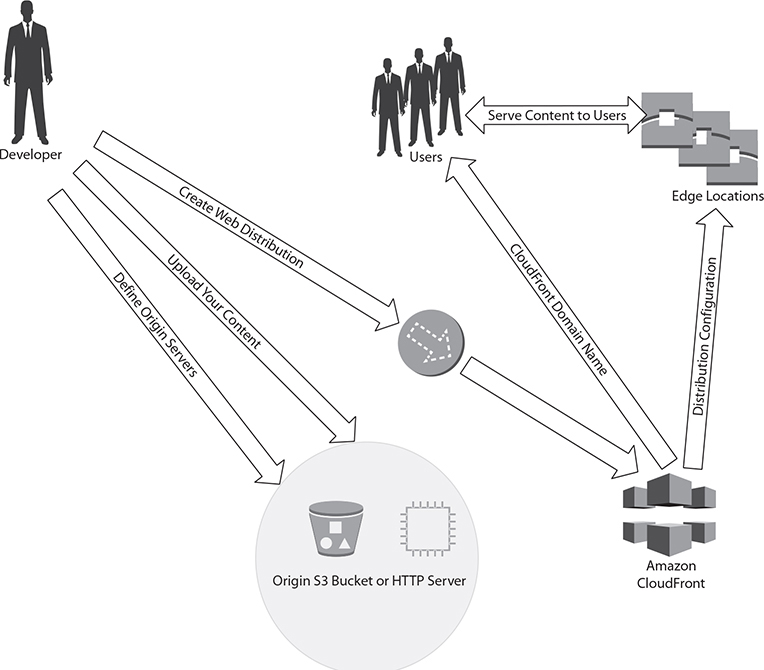 Developer
Users
Serve Content to Users
Edge Locations
Create Web Distribution
Upload Your Content
Define Origin Servers
CloudFront Domain Name
Distribution Configuration
Origin S3 Bucket or HTTP Server
Amazon
CloudFront